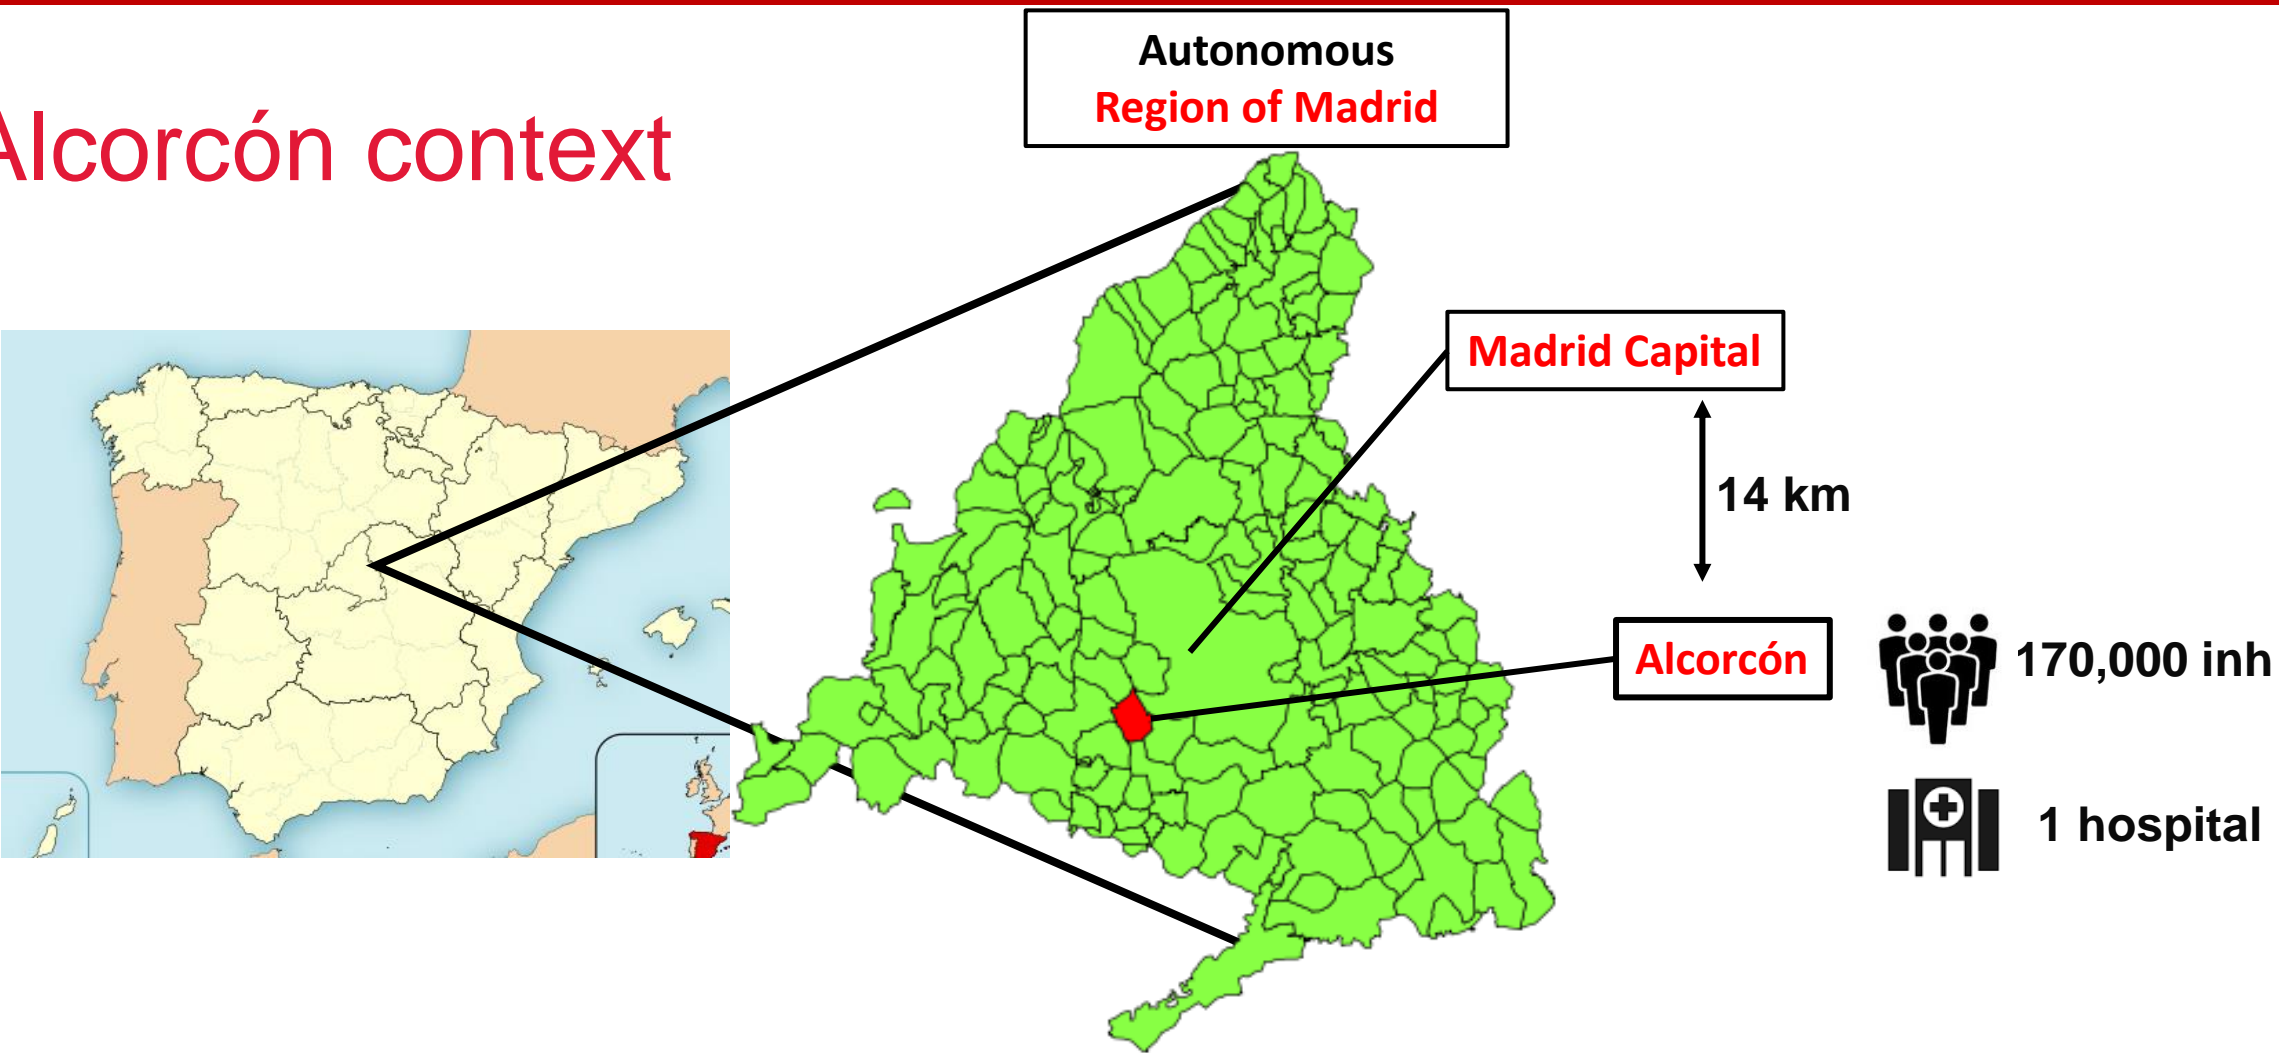 Alcorcón context
Autonomous
Region of Madrid
Madrid Capital
14 km
Alcorcón
170,000 inh
1 hospital